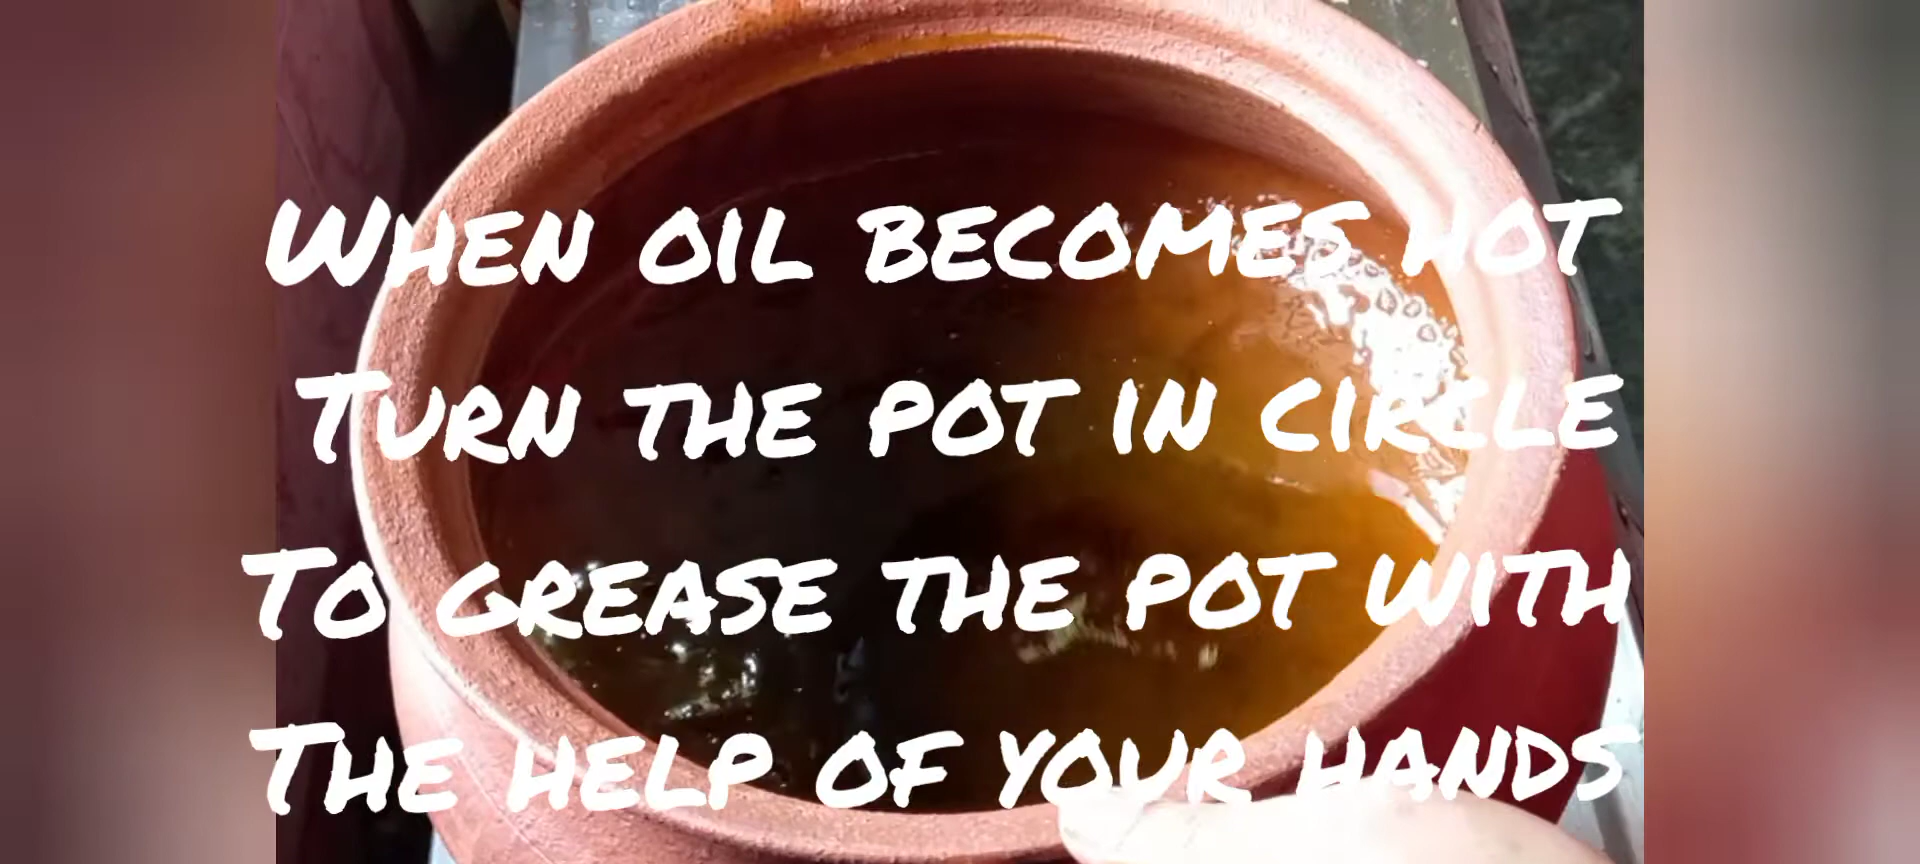 When oil becomes hot
Turn the pot in circle
To grease the pot with
The help of your hands